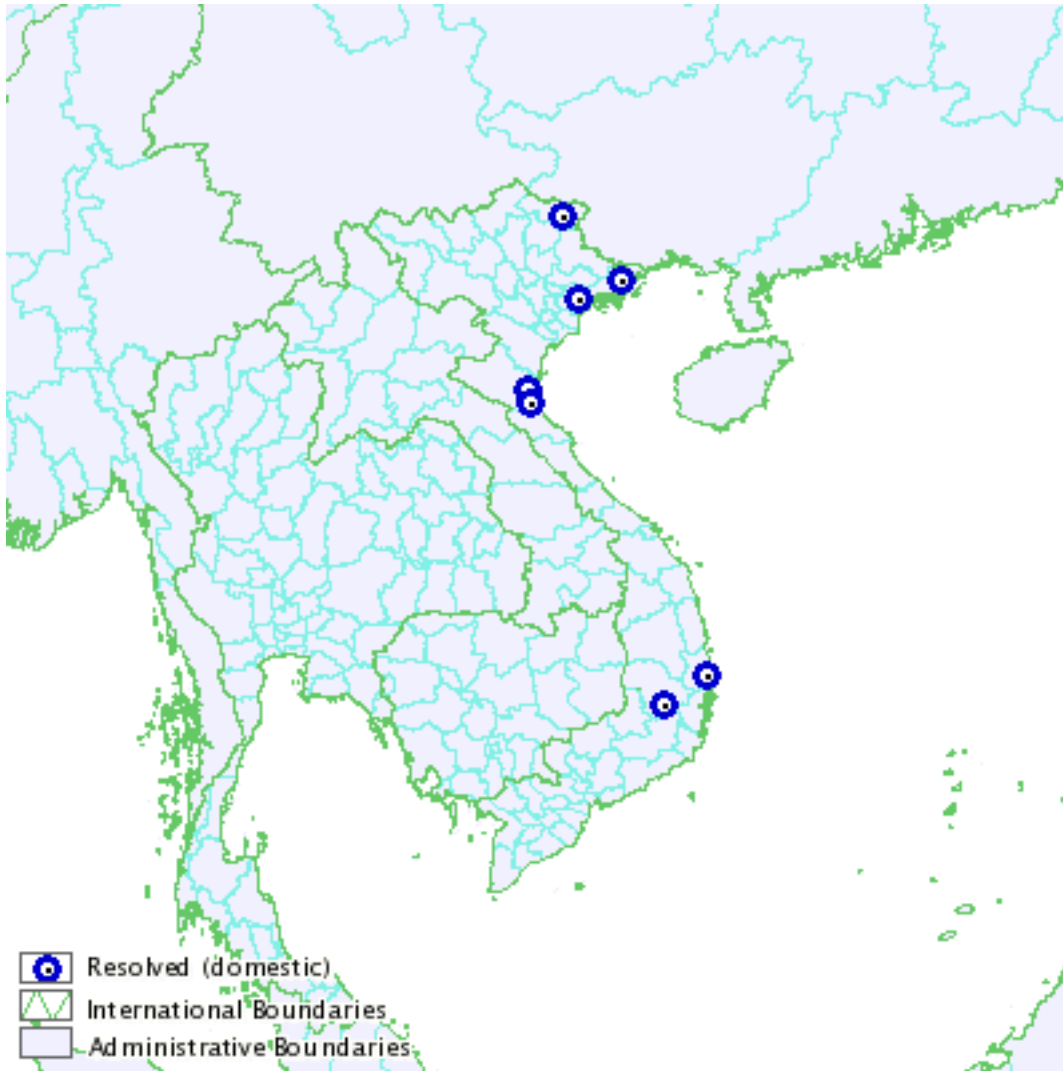 Resolved (domestic)
International Boundaries
Administrative Boundaries